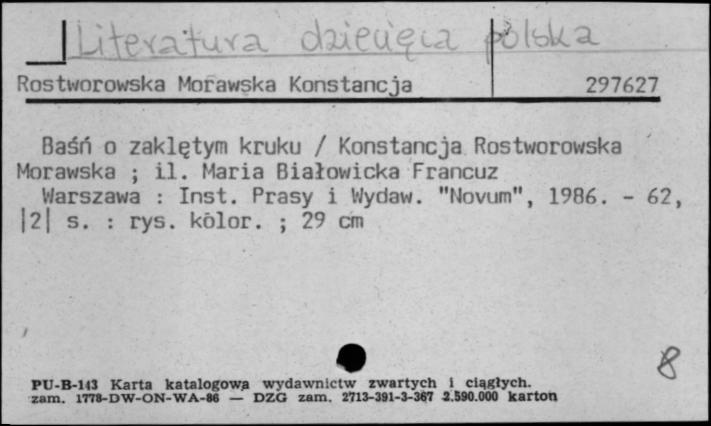 Literatura dziecięca polska
Rostworowska Morawska Konstancja 297627
Baśń o zaklętym kruku / Konstancja Rostworowska
Morawska ; il. Maria Białowicka Francuz
Warszawa : Inst. Prasy i Wydaw. "Novum", 1986. - 62,
|2| s. : rys. kolor. ; 29 cm
8
PU-B-143 Karta katalogowa wydawnictw zwartych i ciągłych.
zam. 1778-DW-ON-WA-86 — DZG zam. 2713-391-3-367 2.590.000 karton